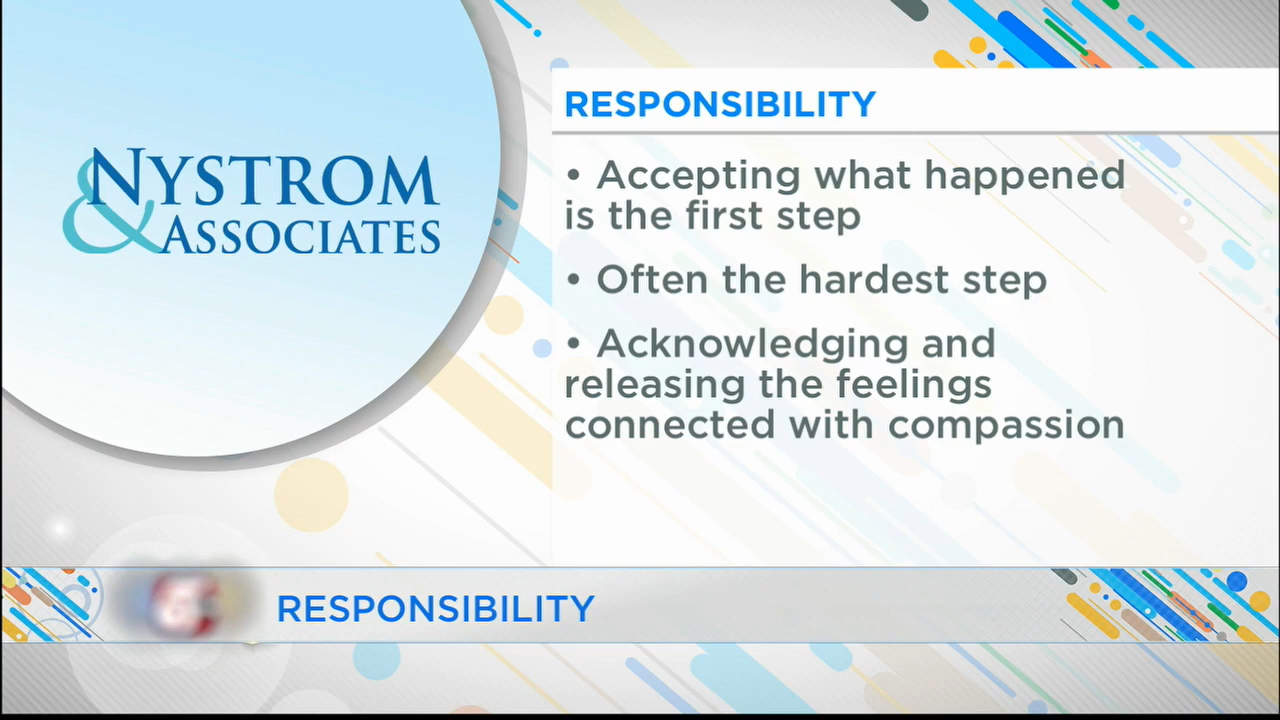 NYSTROM
& ASSOCIATES
RESPONSIBILITY
• Accepting what happened
is the first step
• Often the hardest step
• Acknowledging and
releasing the feelings
connected with compassion
RESPONSIBILITY